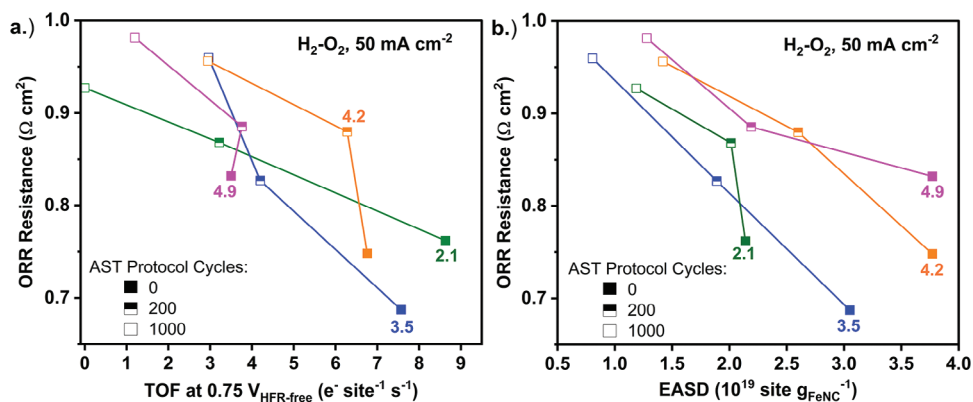 a.)
H₂-O₂, 50 mA cm⁻²
ORR Resistance (Ω cm²)
1.0
0.9
0.8
0.7
4.2
4.9
2.1
3.5
AST Protocol Cycles:
0
200
1000
0 1 2 3 4 5 6 7 8 9
TOF at 0.75 V_HFR-free (e⁻ site⁻¹ s⁻¹)
b.)
H₂-O₂, 50 mA cm⁻²
ORR Resistance (Ω cm²)
1.0
0.9
0.8
0.7
4.9
2.1
4.2
3.5
AST Protocol Cycles:
0
200
1000
0.5 1.0 1.5 2.0 2.5 3.0 3.5 4.0
EASD (10¹⁹ site g_FeNC⁻¹)